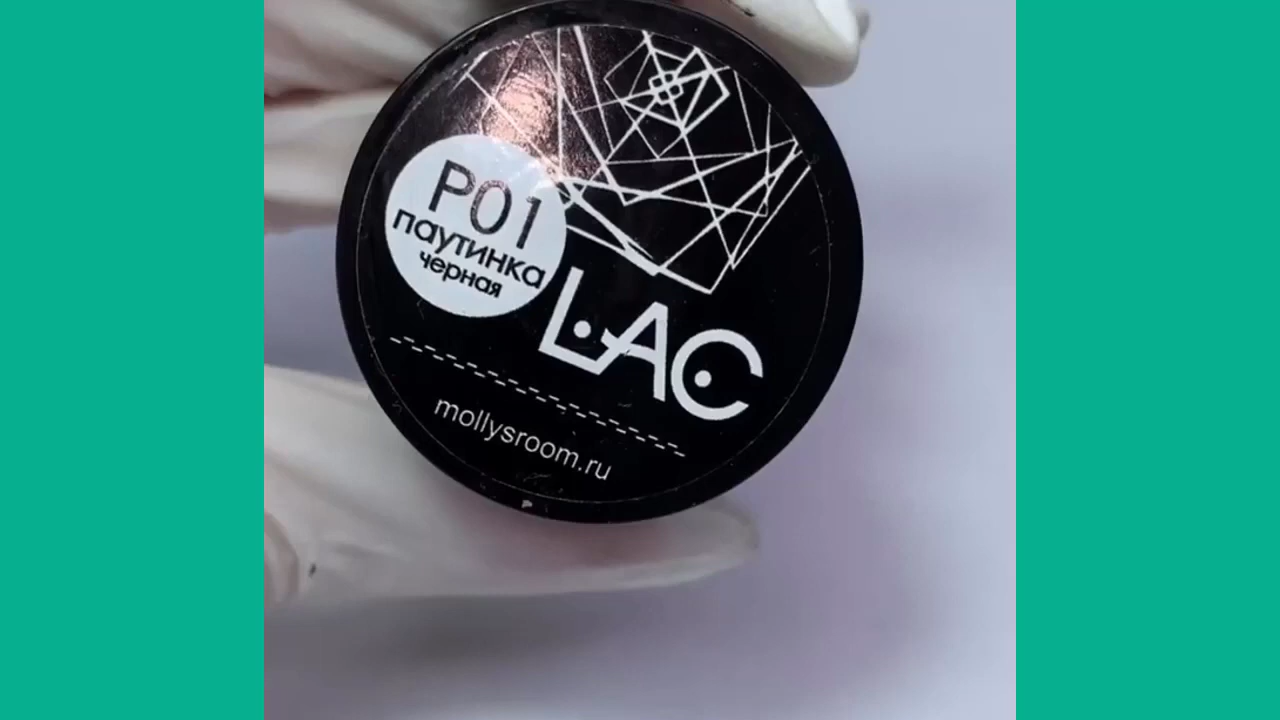 P01
паутинка
черная
LAC
mollysroom.ru